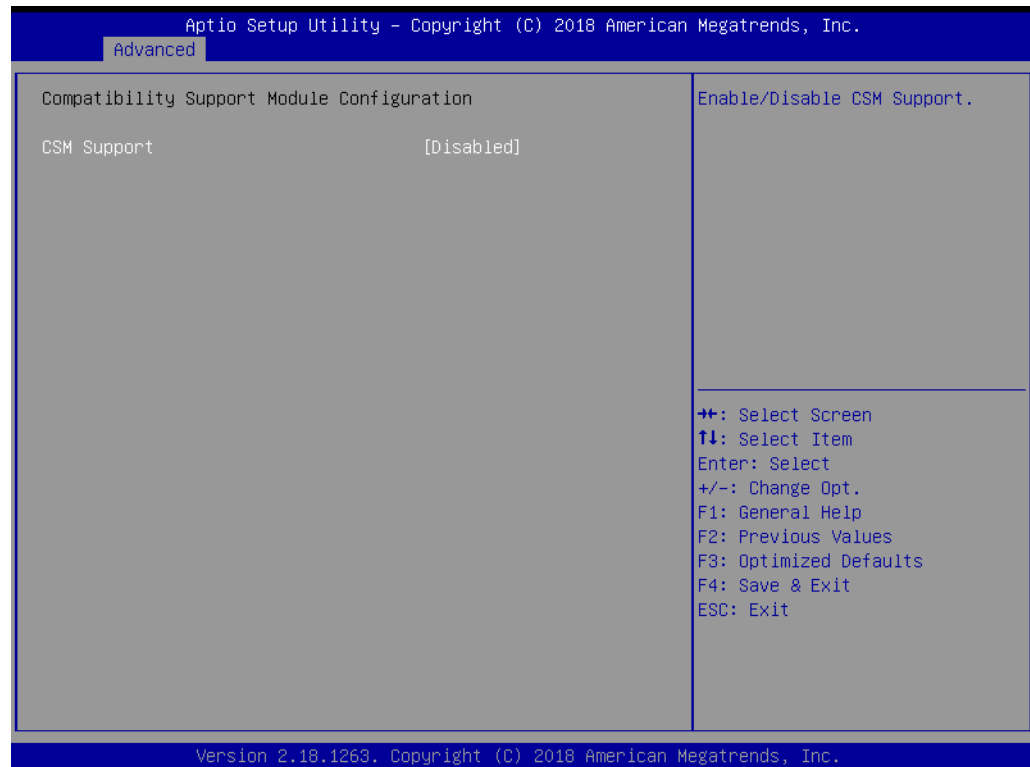 Aptio Setup Utility – Copyright (C) 2018 American Megatrends, Inc.
Advanced
Compatibility Support Module Configuration
CSM Support [Disabled]
Enable/Disable CSM Support.
→←: Select Screen
↑↓: Select Item
Enter: Select
+/-: Change Opt.
F1: General Help
F2: Previous Values
F3: Optimized Defaults
F4: Save & Exit
ESC: Exit
Version 2.18.1263. Copyright (C) 2018 American Megatrends, Inc.